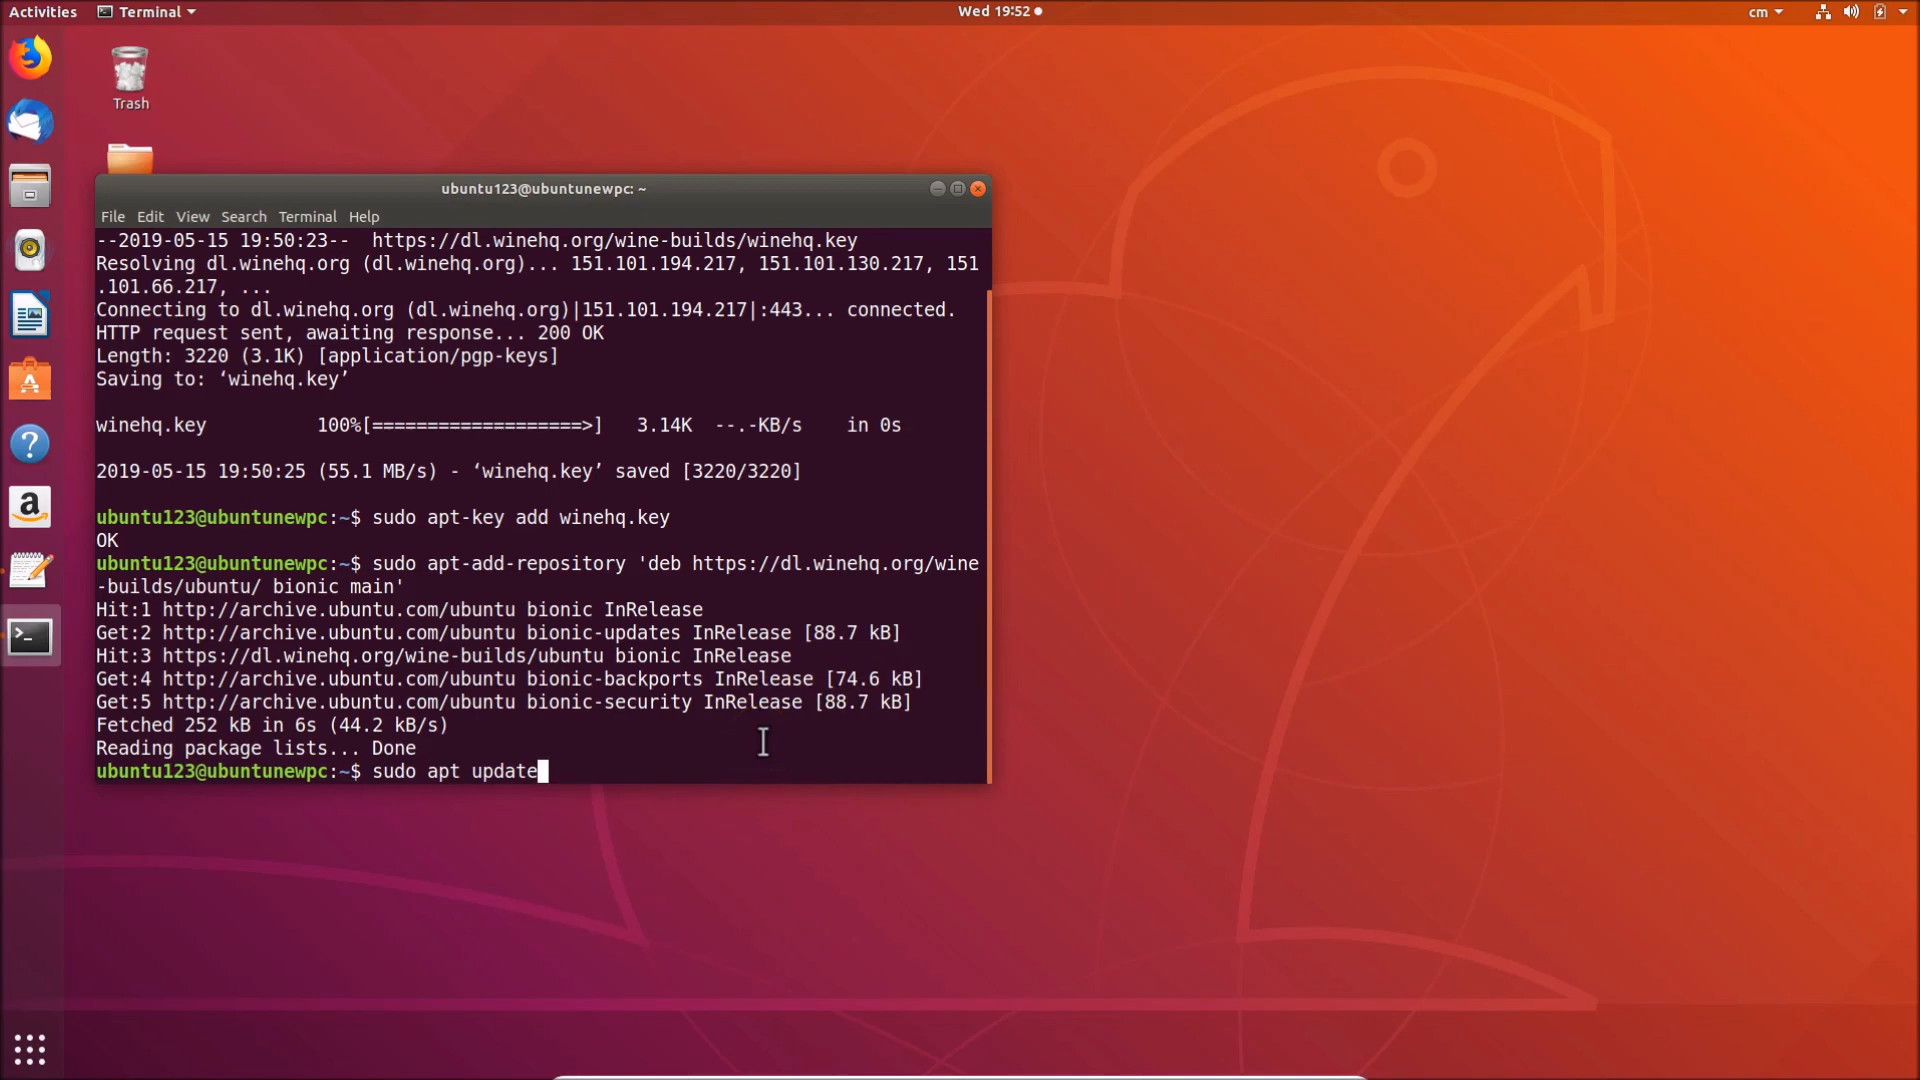 Activities
Terminal
Wed 19:52
cm
Trash
ubuntu123@ubuntunewpc: ~
File Edit View Search Terminal Help
--2019-05-15 19:50:23--  https://dl.winehq.org/wine-builds/winehq.key
Resolving dl.winehq.org (dl.winehq.org)... 151.101.194.217, 151.101.130.217, 151
.101.66.217, ...
Connecting to dl.winehq.org (dl.winehq.org)|151.101.194.217|:443... connected.
HTTP request sent, awaiting response... 200 OK
Length: 3220 (3.1K) [application/pgp-keys]
Saving to: ‘winehq.key’
winehq.key          100%[===================>]   3.14K  --.-KB/s    in 0s
2019-05-15 19:50:25 (55.1 MB/s) - ‘winehq.key’ saved [3220/3220]
ubuntu123@ubuntunewpc:~$ sudo apt-key add winehq.key
OK
ubuntu123@ubuntunewpc:~$ sudo apt-add-repository 'deb https://dl.winehq.org/wine
-builds/ubuntu/ bionic main'
Hit:1 http://archive.ubuntu.com/ubuntu bionic InRelease
Get:2 http://archive.ubuntu.com/ubuntu bionic-updates InRelease [88.7 kB]
Hit:3 https://dl.winehq.org/wine-builds/ubuntu bionic InRelease
Get:4 http://archive.ubuntu.com/ubuntu bionic-backports InRelease [74.6 kB]
Get:5 http://archive.ubuntu.com/ubuntu bionic-security InRelease [88.7 kB]
Fetched 252 kB in 6s (44.2 kB/s)
Reading package lists... Done
ubuntu123@ubuntunewpc:~$ sudo apt update